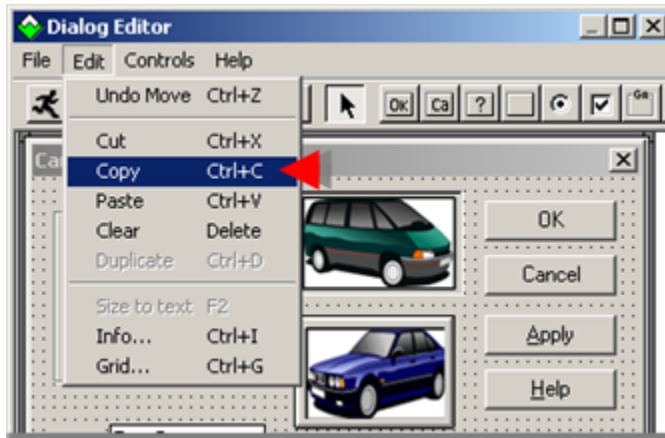 Dialog Editor
File Edit Controls Help
OK Ca ?
Undo Move Ctrl+Z
Cut Ctrl+X
Copy Ctrl+C
Paste Ctrl+V
Clear Delete
Duplicate Ctrl+D
Size to text F2
Info... Ctrl+I
Grid... Ctrl+G
OK
Cancel
Apply
Help